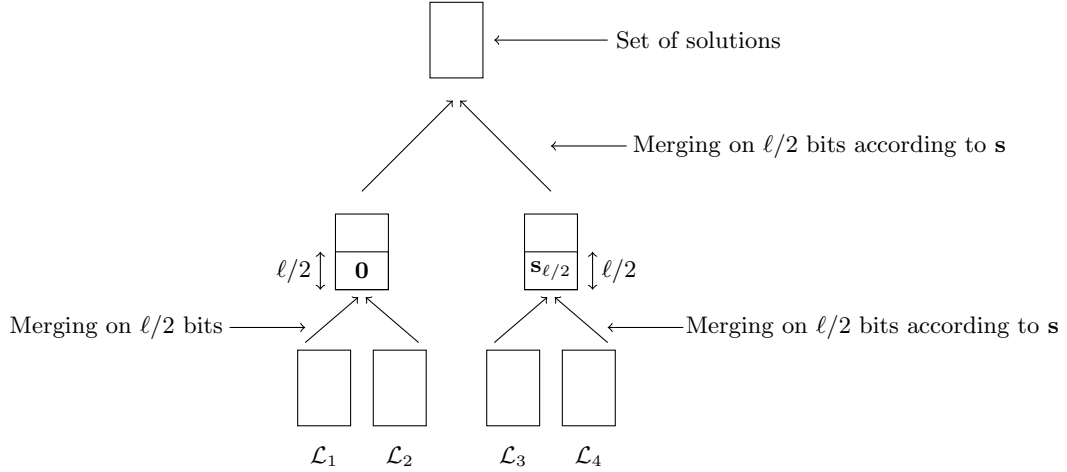 Set of solutions
Merging on ℓ/2 bits according to s
ℓ/2
0
s_{ℓ/2}
ℓ/2
Merging on ℓ/2 bits
Merging on ℓ/2 bits according to s
ℒ₁
ℒ₂
ℒ₃
ℒ₄